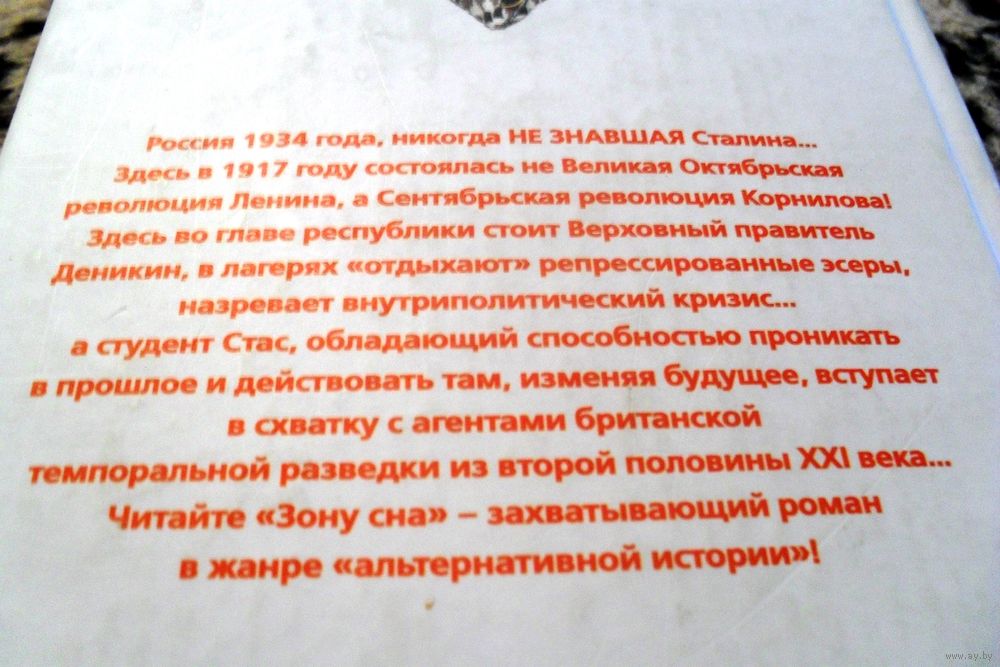 Россия 1934 года, никогда НЕ ЗНАВШАЯ Сталина...
Здесь в 1917 году состоялась не Великая Октябрьская
революция Ленина, а Сентябрьская революция Корнилова!
Здесь во главе республики стоит Верховный правитель
Деникин, в лагерях «отдыхают» репрессированные эсеры,
назревает внутриполитический кризис...
а студент Стас, обладающий способностью проникать
в прошлое и действовать там, изменяя будущее, вступает
в схватку с агентами британской
темпоральной разведки из второй половины XXI века...
Читайте «Зону сна» – захватывающий роман
в жанре «альтернативной истории»!
www.ay.by